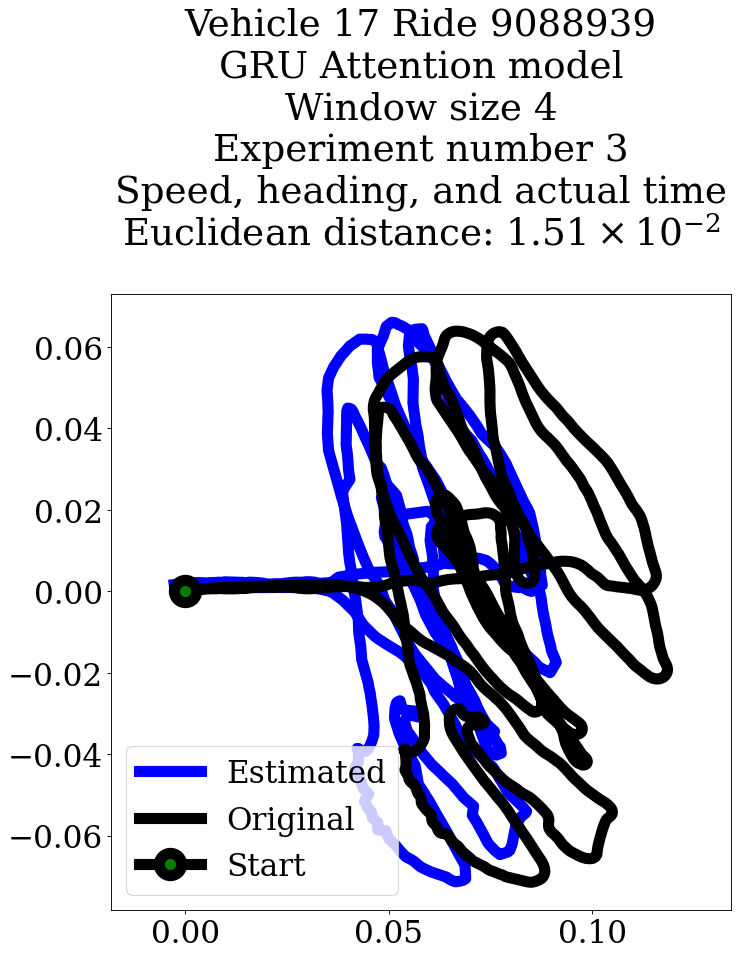 Vehicle 17 Ride 9088939
GRU Attention model
Window size 4
Experiment number 3
Speed, heading, and actual time
Euclidean distance: 1.51 × 10⁻²
0.06
0.04
0.02
0.00
−0.02
−0.04
−0.06
Estimated
Original
Start
0.00 0.05 0.10